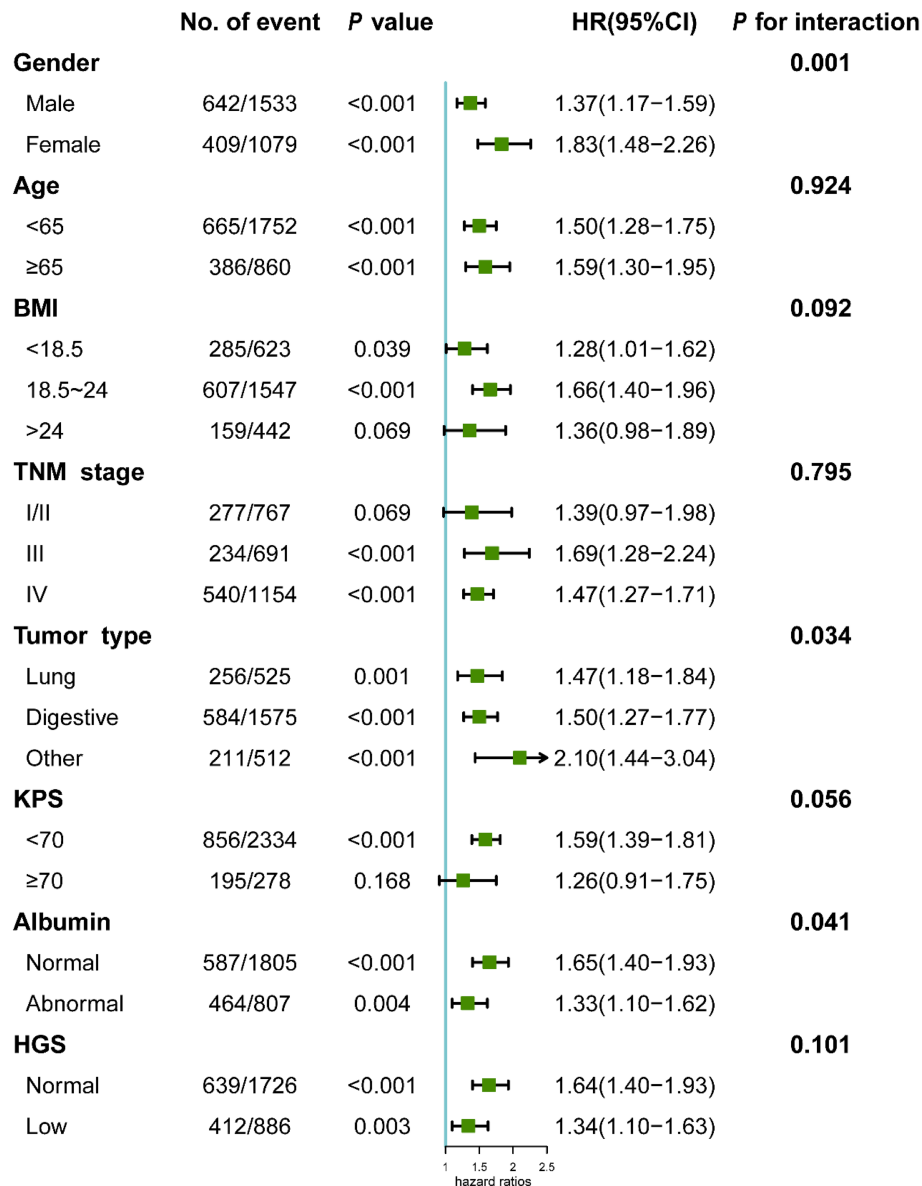 No. of event P value HR(95%CI) P for interaction
Gender 0.001
Male 642/1533 <0.001 1.37(1.17−1.59)
Female 409/1079 <0.001 1.83(1.48−2.26)
Age 0.924
<65 665/1752 <0.001 1.50(1.28−1.75)
≥65 386/860 <0.001 1.59(1.30−1.95)
BMI 0.092
<18.5 285/623 0.039 1.28(1.01−1.62)
18.5~24 607/1547 <0.001 1.66(1.40−1.96)
>24 159/442 0.069 1.36(0.98−1.89)
TNM stage 0.795
I/II 277/767 0.069 1.39(0.97−1.98)
III 234/691 <0.001 1.69(1.28−2.24)
IV 540/1154 <0.001 1.47(1.27−1.71)
Tumor type 0.034
Lung 256/525 0.001 1.47(1.18−1.84)
Digestive 584/1575 <0.001 1.50(1.27−1.77)
Other 211/512 <0.001 2.10(1.44−3.04)
KPS 0.056
<70 856/2334 <0.001 1.59(1.39−1.81)
≥70 195/278 0.168 1.26(0.91−1.75)
Albumin 0.041
Normal 587/1805 <0.001 1.65(1.40−1.93)
Abnormal 464/807 0.004 1.33(1.10−1.62)
HGS 0.101
Normal 639/1726 <0.001 1.64(1.40−1.93)
Low 412/886 0.003 1.34(1.10−1.63)
1 1.5 2 2.5
hazard ratios